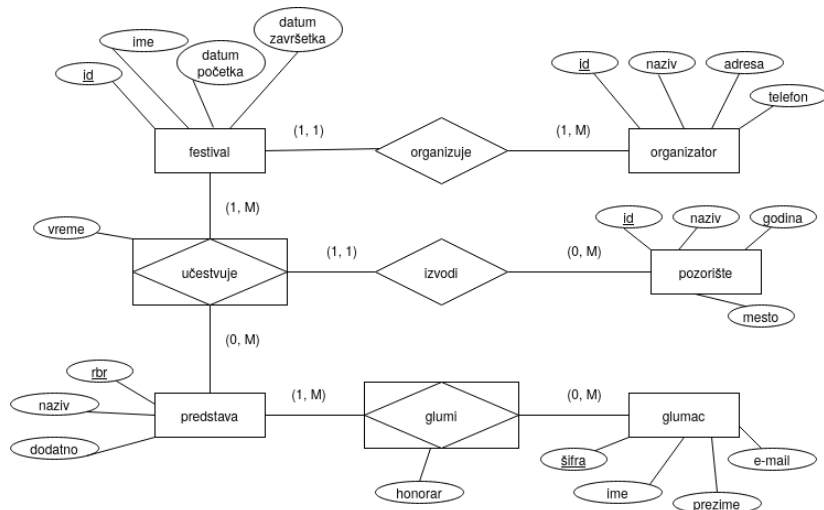 datum
završetka
ime
datum
početka
id
id
naziv
adresa
telefon
festival
(1, 1)
organizuje
(1, M)
organizator
(1, M)
vreme
id
naziv
godina
učestvuje
(1, 1)
izvodi
(0, M)
pozorište
mesto
(0, M)
rbr
naziv
dodatno
predstava
(1, M)
glumi
(0, M)
glumac
honorar
šifra
ime
prezime
e-mail